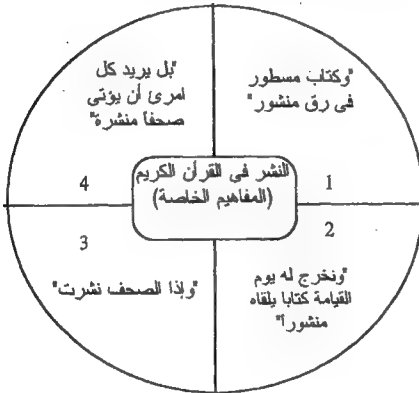 "وكتاب مسطور
فى رق منشور"
1
"بل يريد كل
امرئ أن يؤتى
صحفاً منشرة"
4
النشر في القرآن الكريم
(المفاهيم الخاصة)
2
"ونخرج له يوم
القيامة كتابا يلقاه
منشوراً"
3
"وإذا الصحف نشرت"